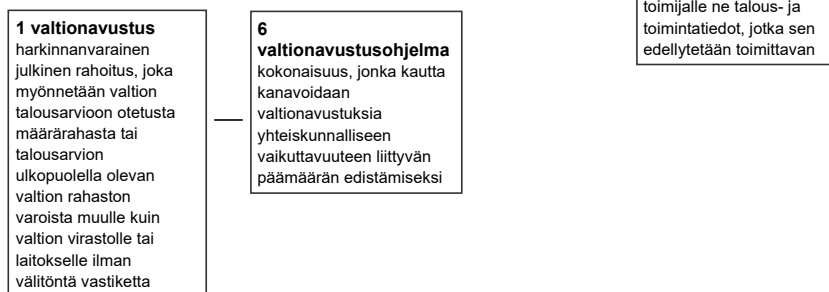 1 valtionavustus
harkinnanvarainen
julkinen rahoitus, joka
myönnetään valtion
talousarvioon otetusta
määrärahasta tai
talousarvion
ulkopuolella olevan
valtion rahaston
varoista muulle kuin
valtion virastolle tai
laitokselle ilman
välitöntä vastiketta
6
valtionavustusohjelma
kokonaisuus, jonka kautta
kanavoidaan
valtionavustuksia
yhteiskunnalliseen
vaikuttavuuteen liittyvän
päämäärän edistämiseksi
toimijalle ne talous- ja
toimintatiedot, jotka sen
edellytetään toimittavan